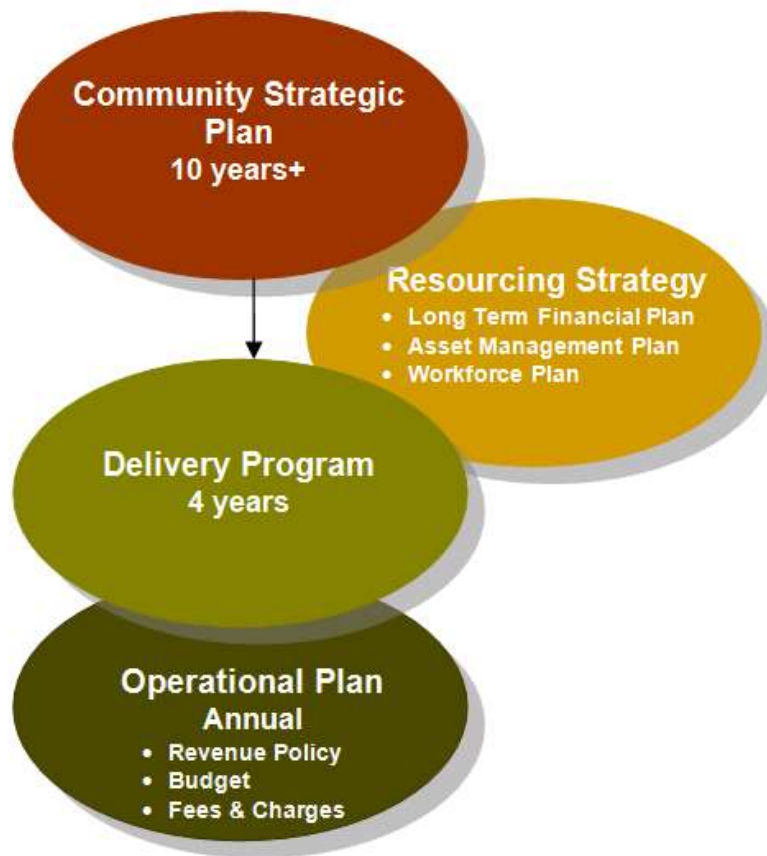 Community Strategic
Plan
10 years+
Resourcing Strategy
• Long Term Financial Plan
• Asset Management Plan
• Workforce Plan
Delivery Program
4 years
Operational Plan
Annual
• Revenue Policy
• Budget
• Fees & Charges